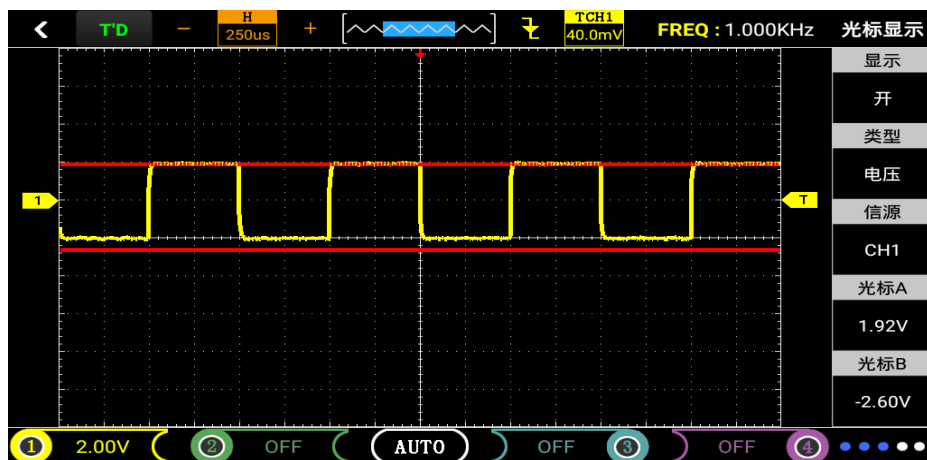 T'D
−
H
250us
+
TCH1
40.0mV
FREQ : 1.000KHz
光标显示
显示
开
类型
电压
信源
CH1
光标A
1.92V
光标B
-2.60V
1
T
1
2.00V
2
OFF
AUTO
OFF
3
OFF
4